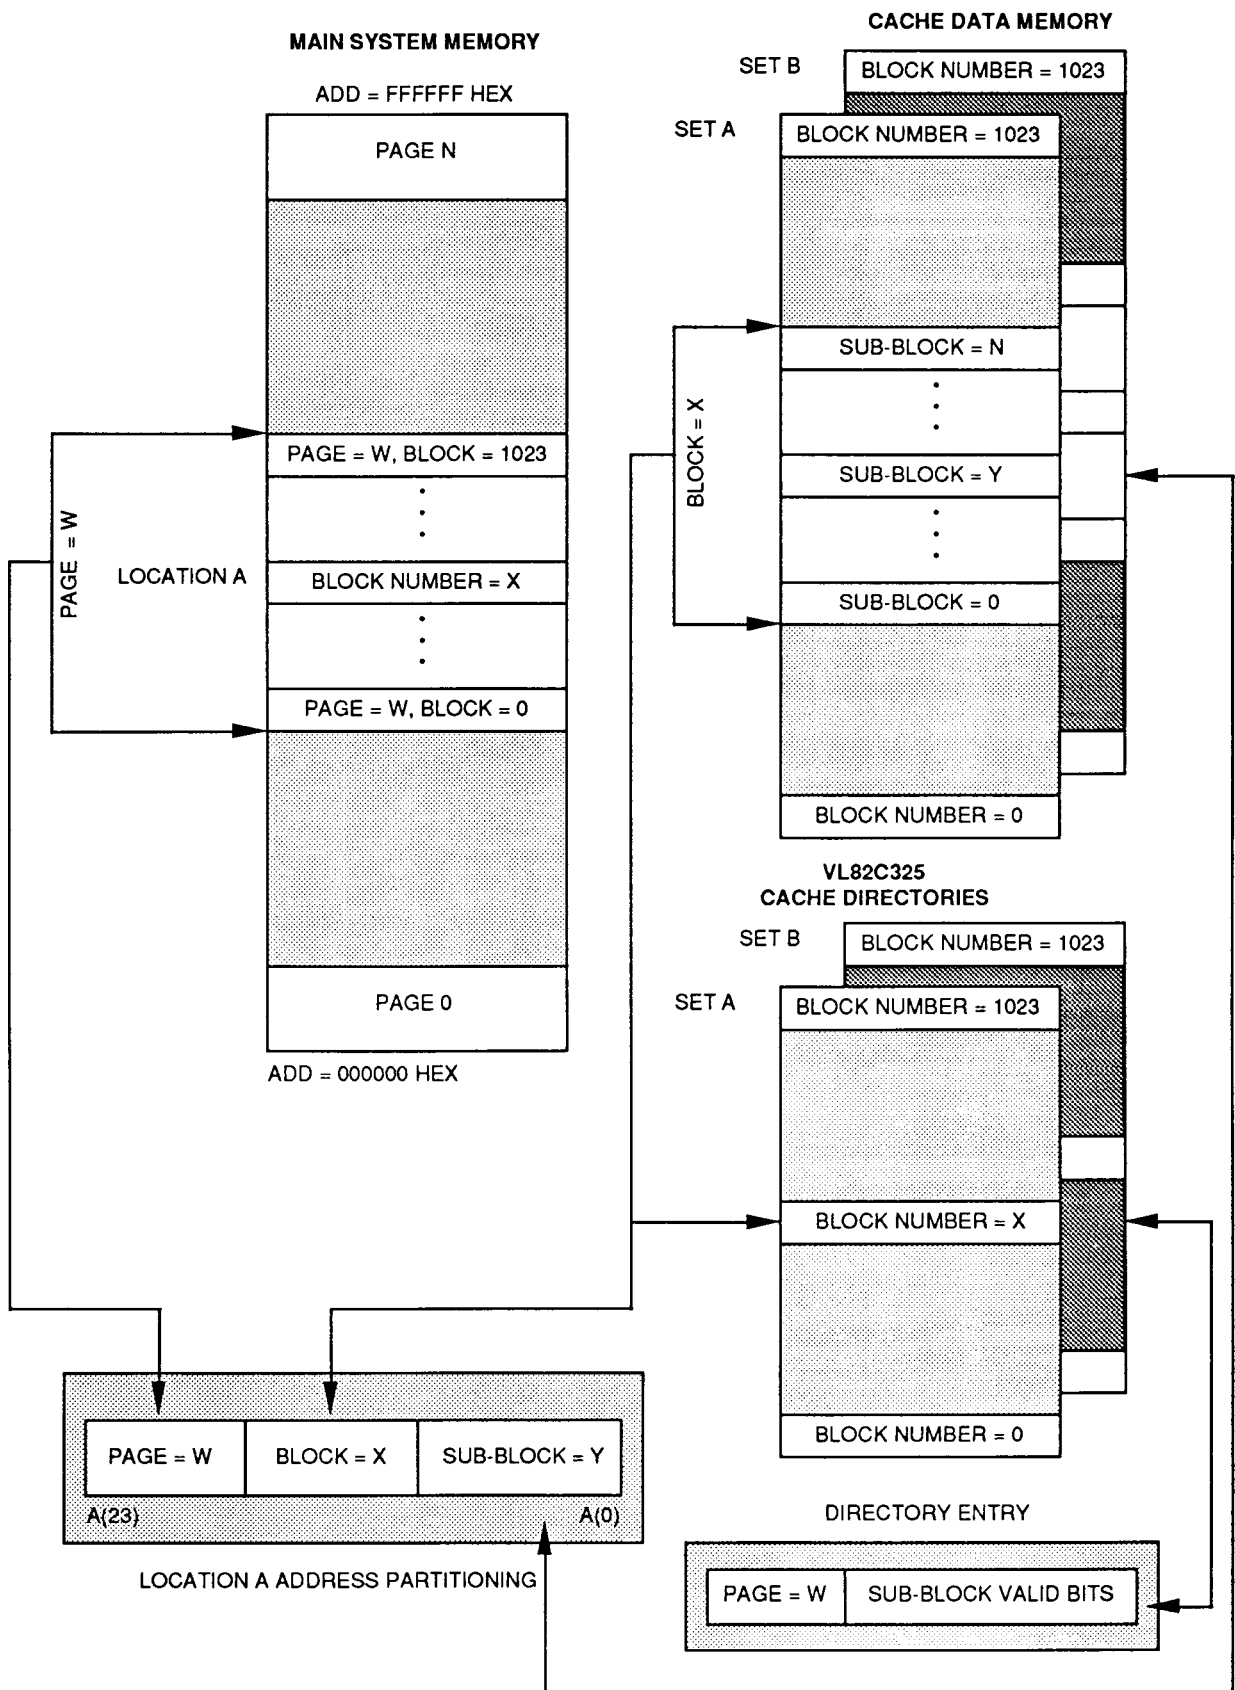 MAIN SYSTEM MEMORY
ADD = FFFFFF HEX
PAGE N
PAGE = W, BLOCK = 1023
PAGE = W
LOCATION A
BLOCK NUMBER = X
PAGE = W, BLOCK = 0
PAGE 0
ADD = 000000 HEX
CACHE DATA MEMORY
SET B
BLOCK NUMBER = 1023
SET A
BLOCK NUMBER = 1023
SUB-BLOCK = N
BLOCK = X
SUB-BLOCK = Y
SUB-BLOCK = 0
BLOCK NUMBER = 0
VL82C325
CACHE DIRECTORIES
SET B
BLOCK NUMBER = 1023
SET A
BLOCK NUMBER = 1023
BLOCK NUMBER = X
BLOCK NUMBER = 0
PAGE = W
BLOCK = X
SUB-BLOCK = Y
A(23)
A(0)
LOCATION A ADDRESS PARTITIONING
DIRECTORY ENTRY
PAGE = W
SUB-BLOCK VALID BITS